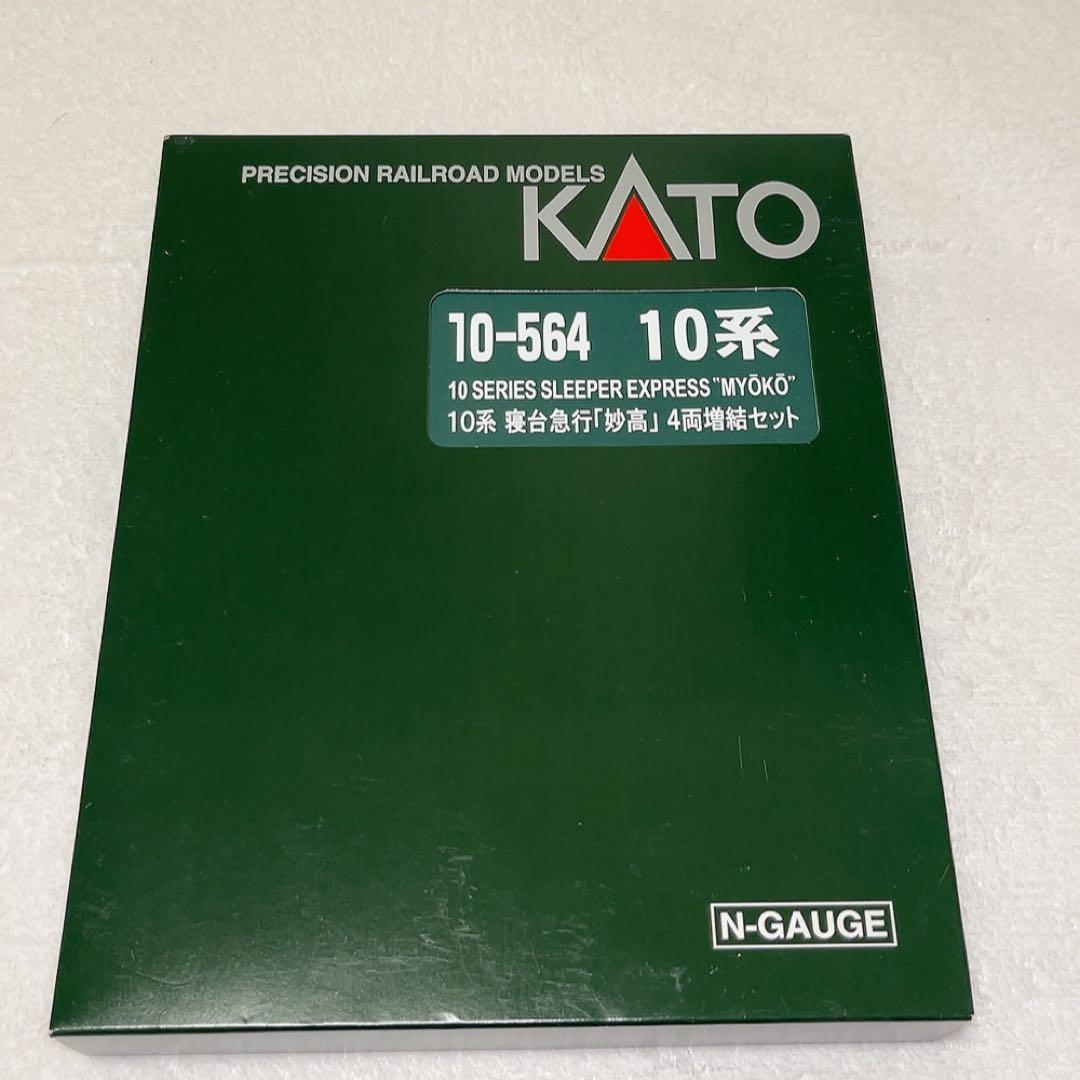 PRECISION RAILROAD MODELS
KATO
10-564 10系
10 SERIES SLEEPER EXPRESS "MYŌKŌ"
10系 寝台急行「妙高」 4両増結セット
N-GAUGE